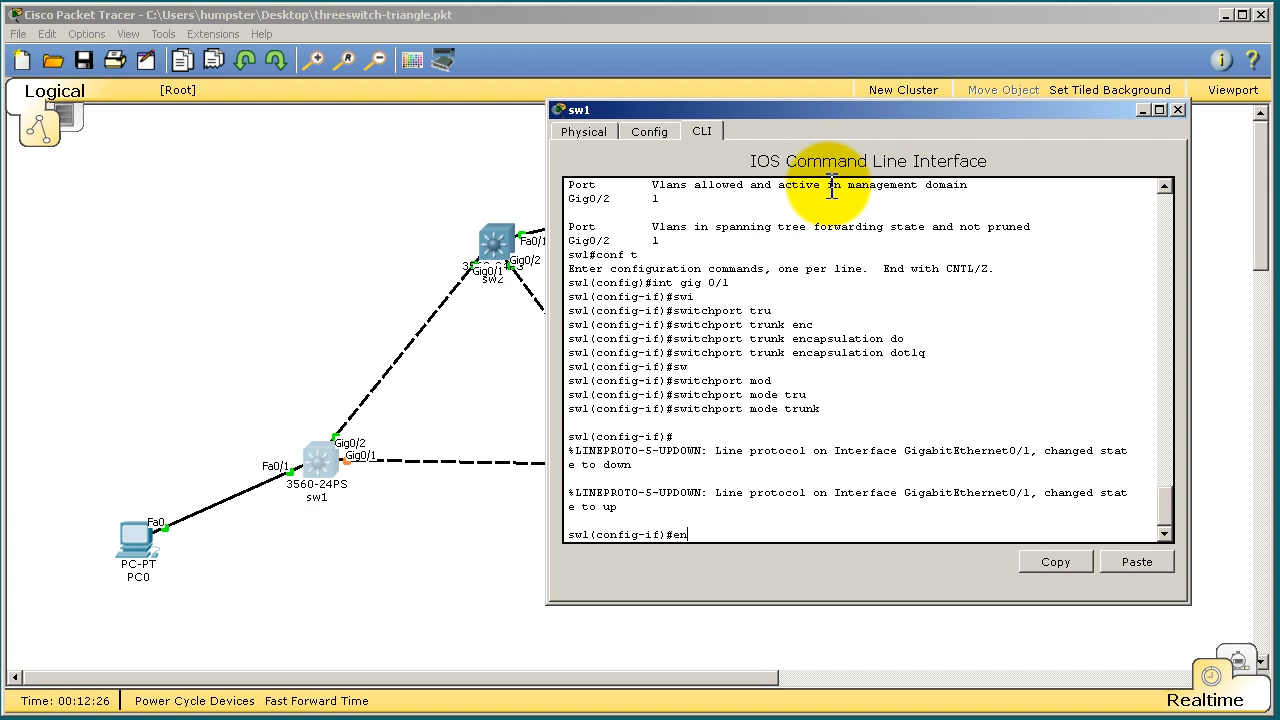 Cisco Packet Tracer - C:\Users\humpster\Desktop\threeswitch-triangle.pkt
File Edit Options View Tools Extensions Help
Logical [Root] New Cluster Move Object Set Tiled Background Viewport
sw1
Physical Config CLI
IOS Command Line Interface
Port Vlans allowed and active in management domain
Gig0/2 1
Port Vlans in spanning tree forwarding state and not pruned
Gig0/2 1
sw1#conf t
Enter configuration commands, one per line. End with CNTL/Z.
sw1(config)#int gig 0/1
sw1(config-if)#swi
sw1(config-if)#switchport tru
sw1(config-if)#switchport trunk enc
sw1(config-if)#switchport trunk encapsulation do
sw1(config-if)#switchport trunk encapsulation dot1q
sw1(config-if)#sw
sw1(config-if)#switchport mod
sw1(config-if)#switchport mode tru
sw1(config-if)#switchport mode trunk
sw1(config-if)#
%LINEPROTO-5-UPDOWN: Line protocol on Interface GigabitEthernet0/1, changed stat
e to down
%LINEPROTO-5-UPDOWN: Line protocol on Interface GigabitEthernet0/1, changed stat
e to up
sw1(config-if)#en
Copy Paste
Fa0/1
Gig0/2
Gig0/1
sw2
Gig0/2
Gig0/1
Fa0/1
3560-24PS
sw1
Fa0
PC-PT
PC0
Time: 00:12:26 Power Cycle Devices Fast Forward Time Realtime